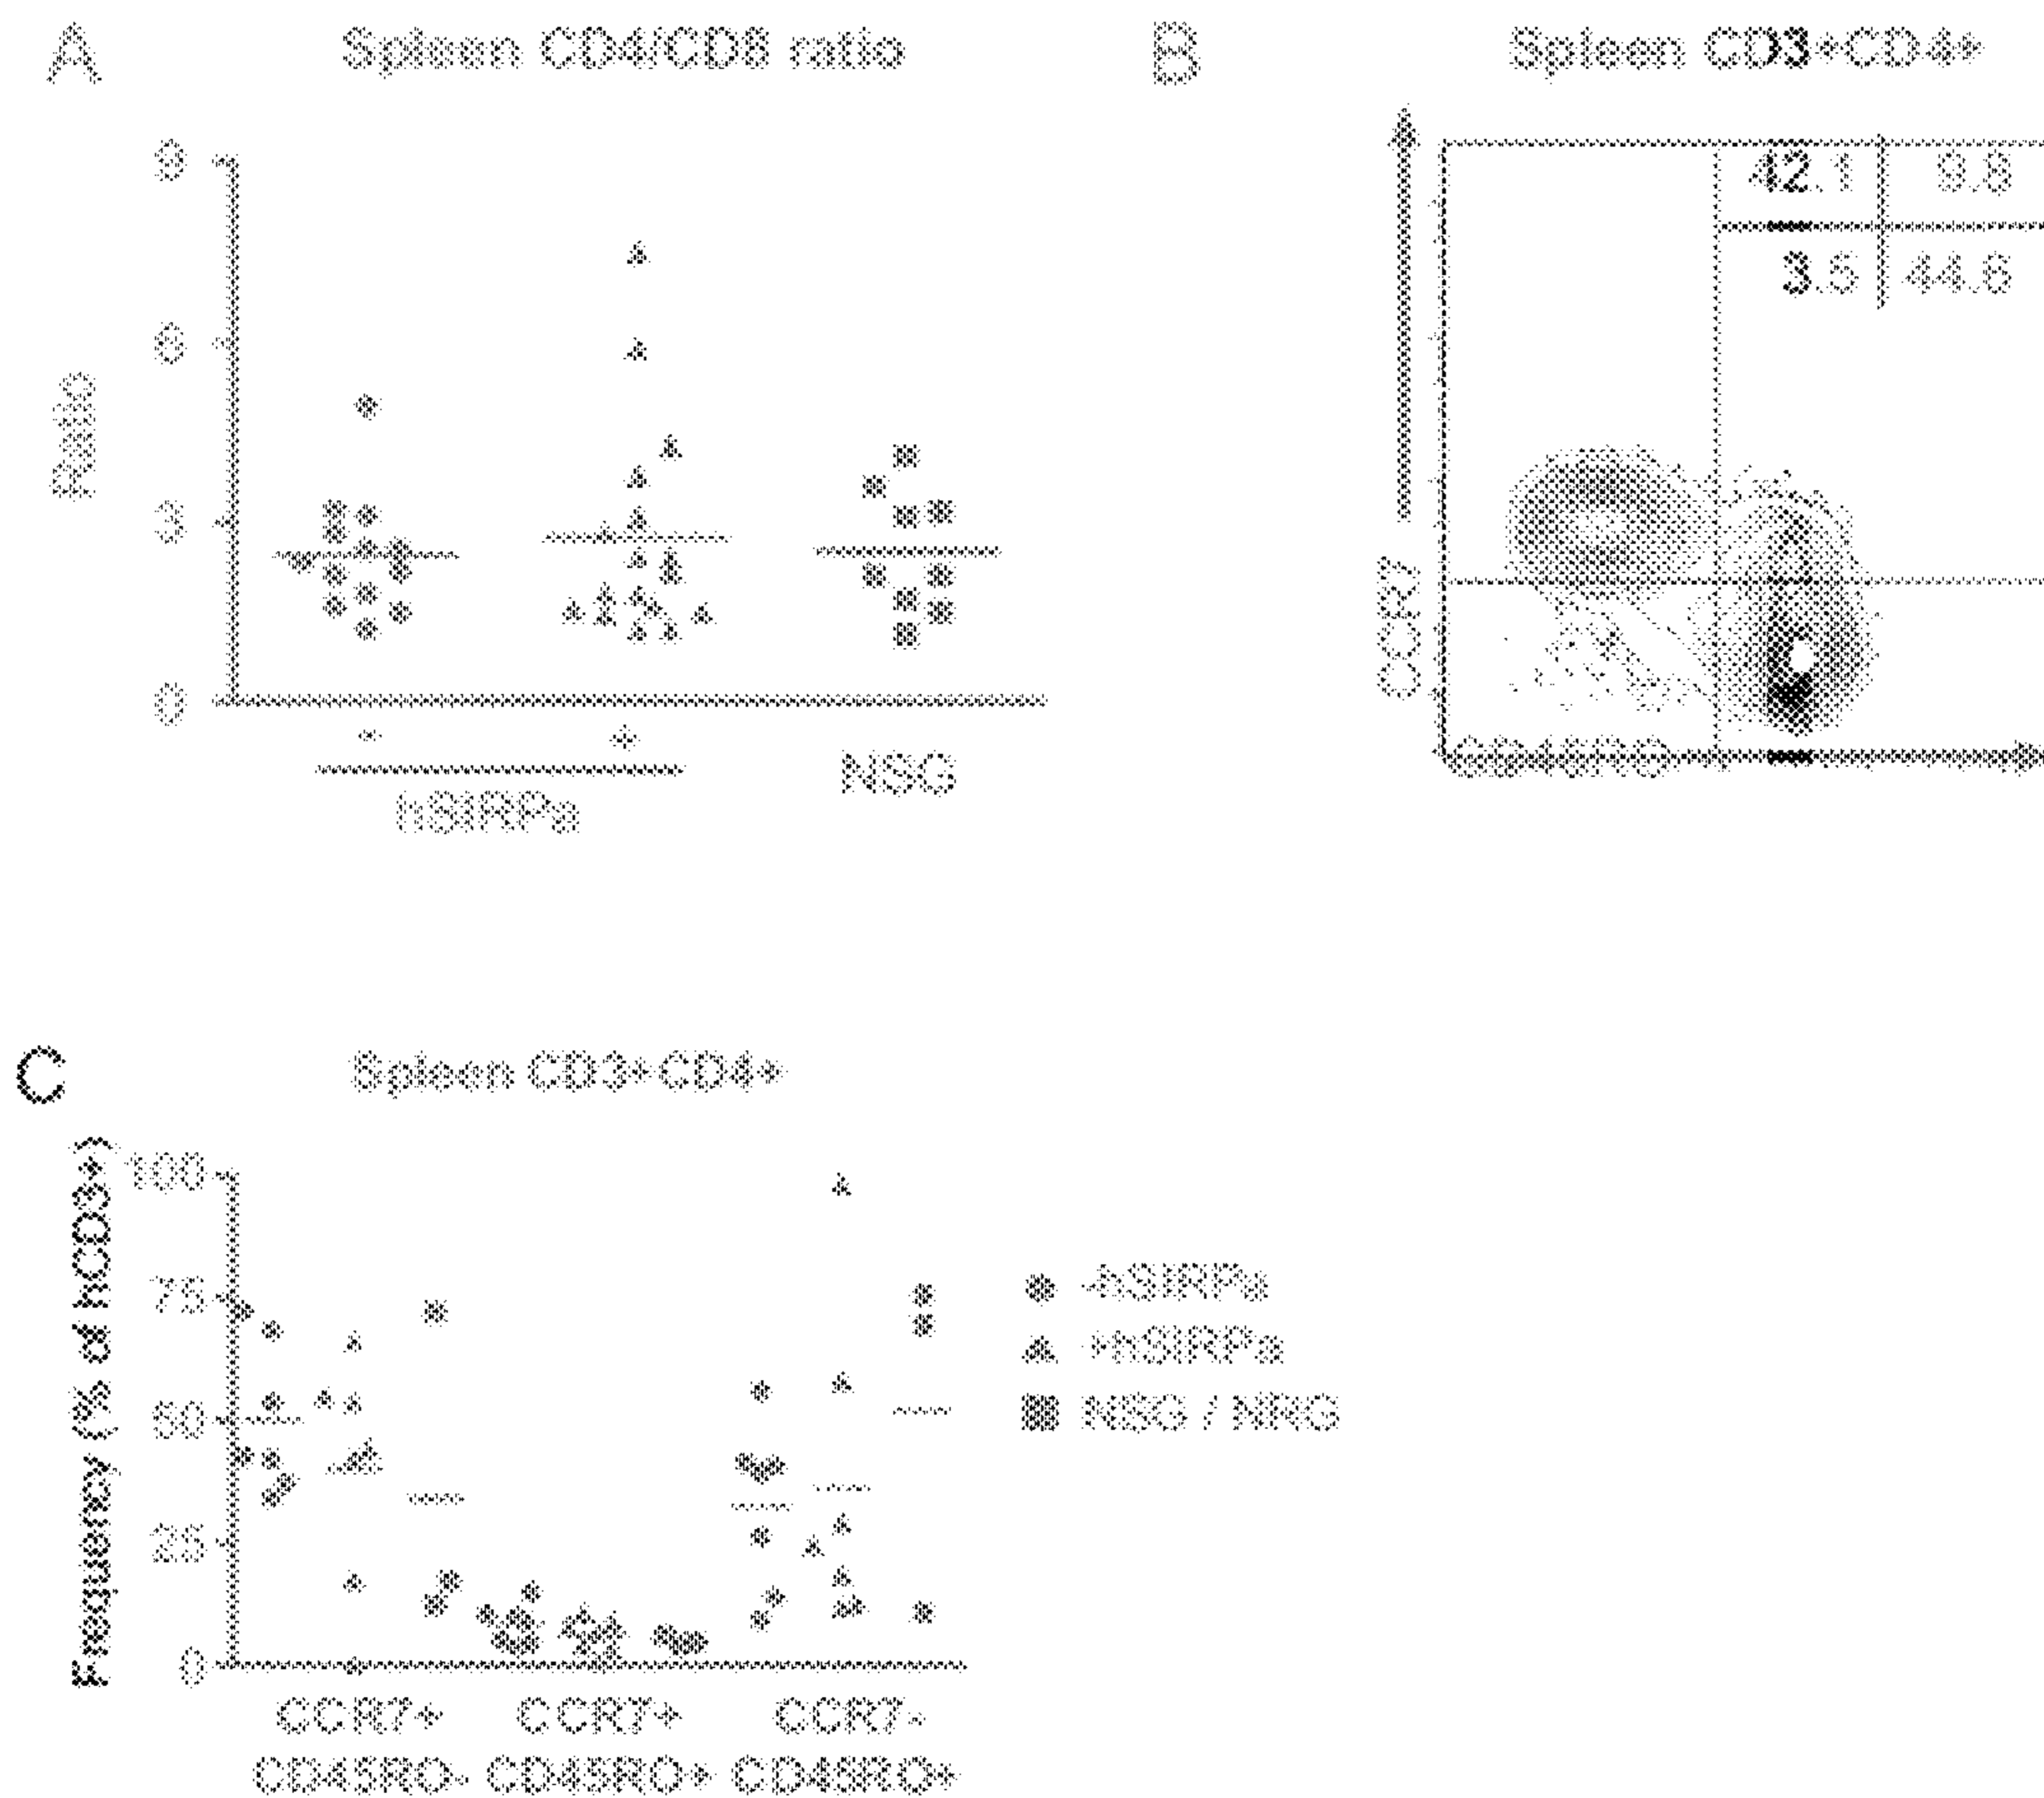 A
Spleen CD4/CD8 ratio
9
6
3
0
Ratio
-
+
hSIRPa
NSG
B
Spleen CD3+CD4+
42.1 9.8
3.5 44.6
CCR7
CD45RO
C
Spleen CD3+CD4+
Frequency (% of hCD3+)
100
75
50
25
0
CCR7+ CCR7+ CCR7-
CD45RO- CD45RO+ CD45RO+
-hSIRPa
+hSIRPa
NSG / NRG